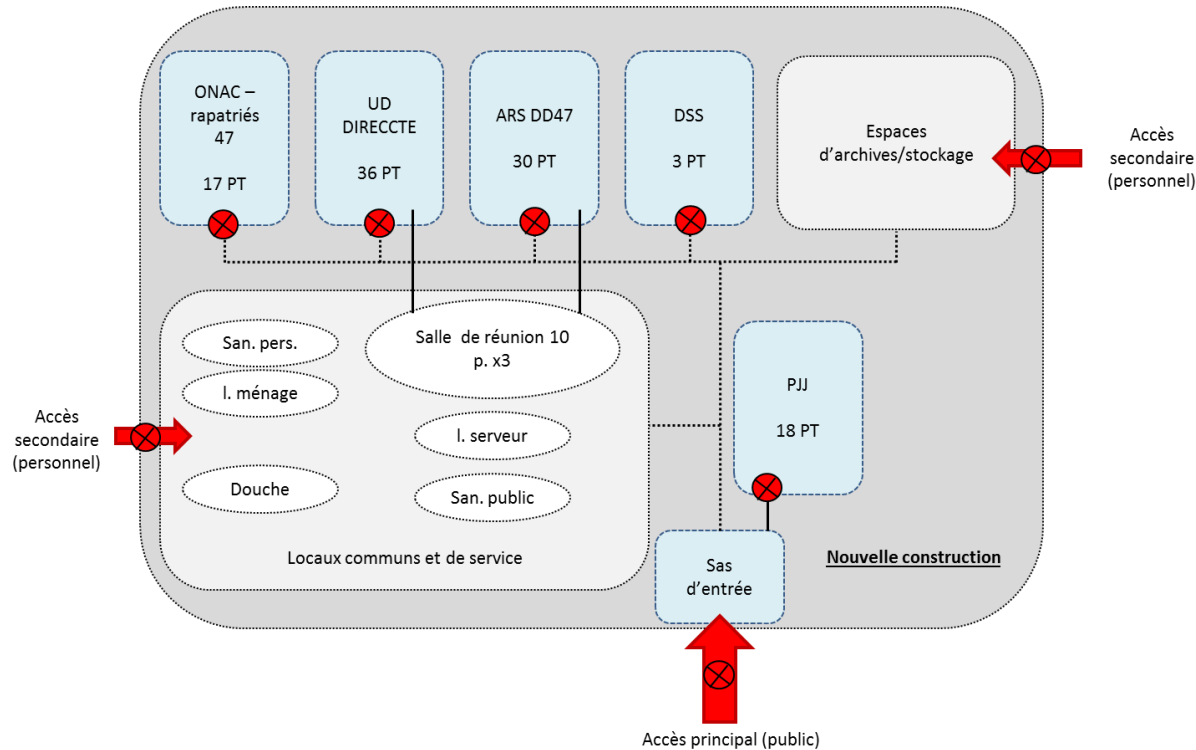 ONAC –
rapatriés
47
17 PT
UD
DIRECCTE
36 PT
ARS DD47
30 PT
DSS
3 PT
Espaces
d’archives/stockage
Accès
secondaire
(personnel)
San. pers.
l. ménage
Douche
Salle de réunion 10
p. x3
l. serveur
San. public
Locaux communs et de service
Accès
secondaire
(personnel)
PJJ
18 PT
Sas
d’entrée
Nouvelle construction
Accès principal (public)